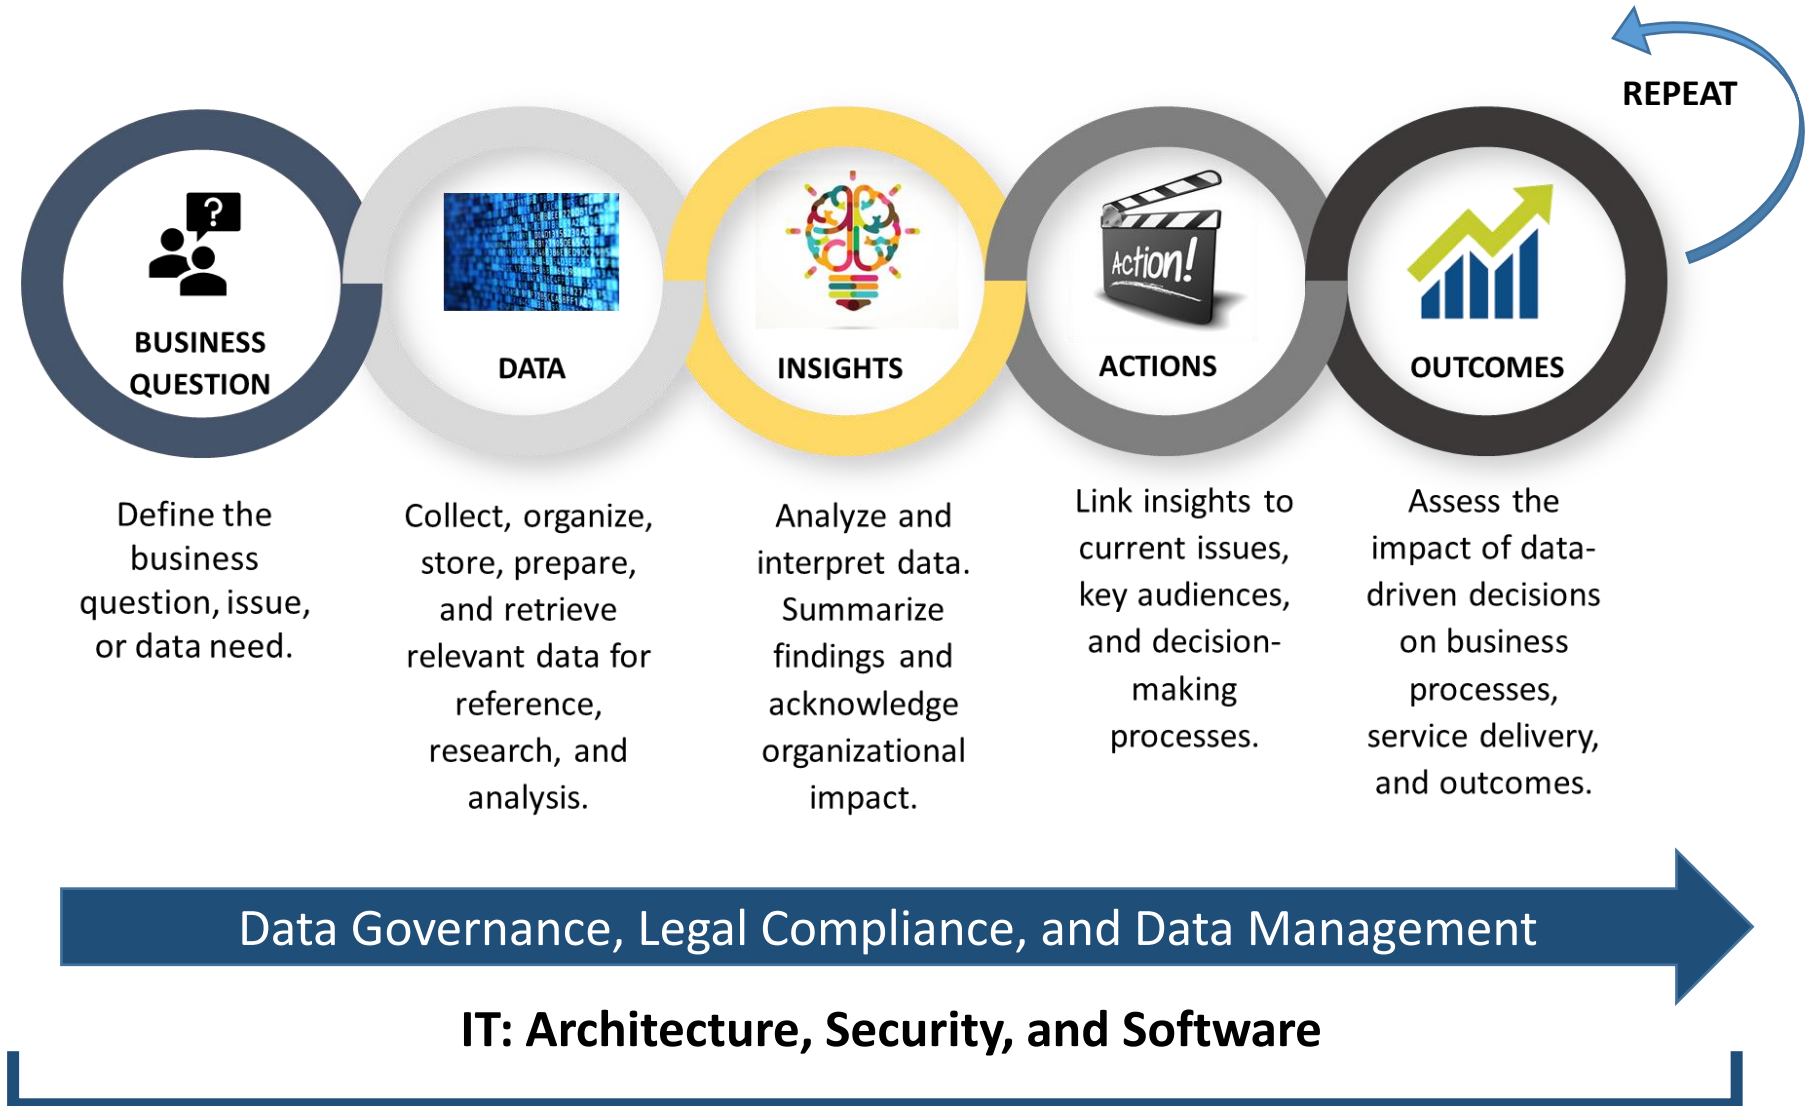 REPEAT
?
BUSINESS
QUESTION
DATA
INSIGHTS
Action!
ACTIONS
OUTCOMES
Define the
business
question, issue,
or data need.
Collect, organize,
store, prepare,
and retrieve
relevant data for
reference,
research, and
analysis.
Analyze and
interpret data.
Summarize
findings and
acknowledge
organizational
impact.
Link insights to
current issues,
key audiences,
and decision-
making
processes.
Assess the
impact of data-
driven decisions
on business
processes,
service delivery,
and outcomes.
Data Governance, Legal Compliance, and Data Management
IT: Architecture, Security, and Software